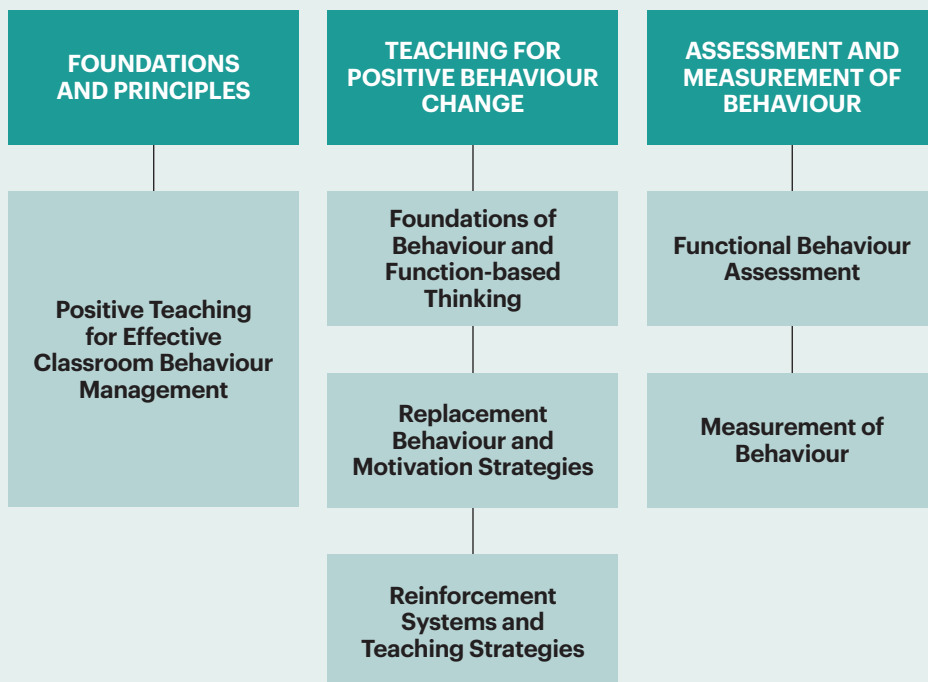 FOUNDATIONS
AND PRINCIPLES
Positive Teaching
for Effective
Classroom Behaviour
Management
TEACHING FOR
POSITIVE BEHAVIOUR
CHANGE
Foundations of
Behaviour and
Function-based
Thinking
Replacement
Behaviour and
Motivation Strategies
Reinforcement
Systems and
Teaching Strategies
ASSESSMENT AND
MEASUREMENT OF
BEHAVIOUR
Functional Behaviour
Assessment
Measurement of
Behaviour